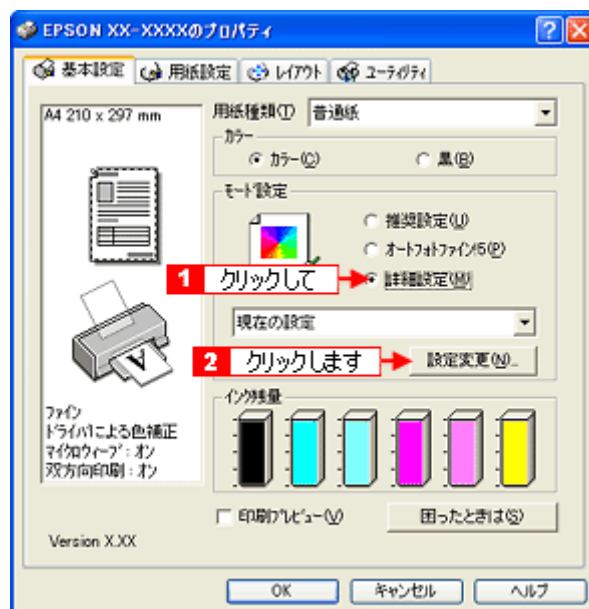 EPSON XX-XXXXのプロパティ
基本設定 用紙設定 レイアウト ユーティリティ
A4 210 x 297 mm
用紙種類(T) 普通紙
カラー
カラー(C) 黒(B)
モード設定
推奨設定(U)
オートフォトファイン!5(P)
1 クリックして 詳細設定(M)
現在の設定
2 クリックします 設定変更(N)...
インク残量
ファイン
ドライバによる色補正
マイクロウィーブ:オン
双方向印刷:オン
印刷プレビュー(V) 困ったときは(S)
Version X.XX
OK キャンセル ヘルプ